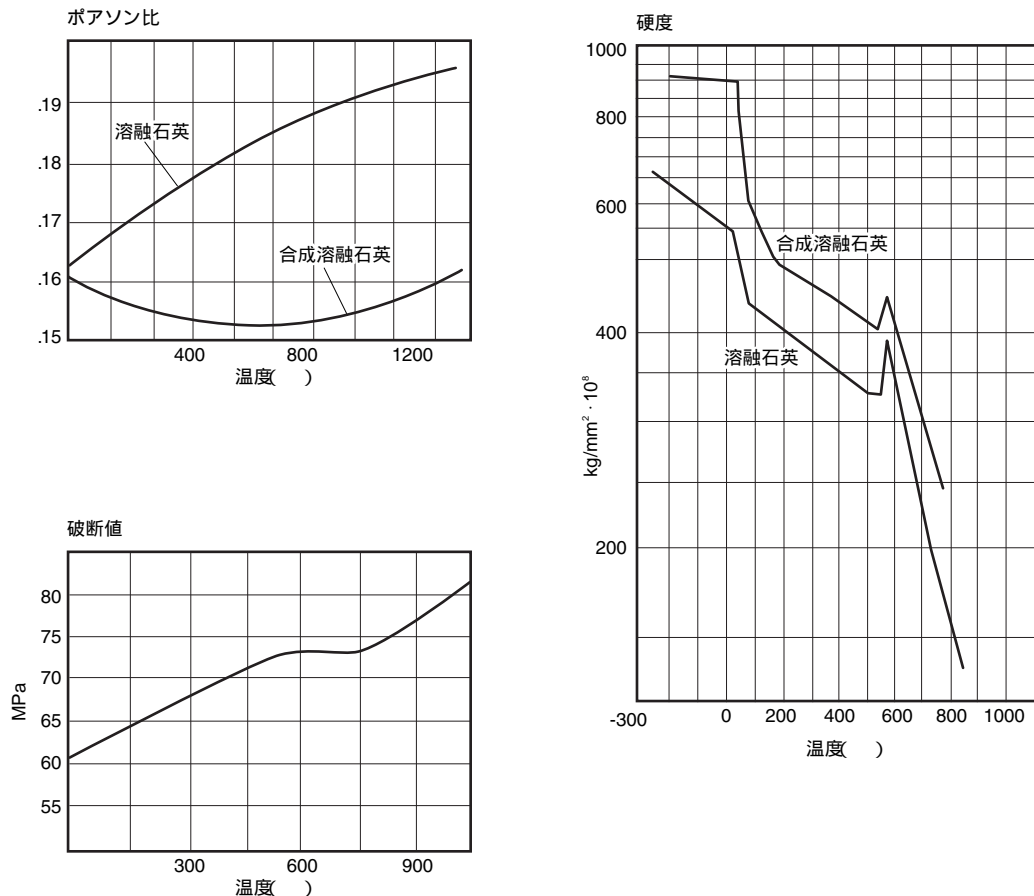 ポアソン比
.19
.18
.17
.16
.15
溶融石英
合成溶融石英
400 800 1200
温度( )
破断値
MPa
80
75
70
65
60
55
300 600 900
温度( )
硬度
kg/mm² · 10⁸
1000
800
600
400
200
合成溶融石英
溶融石英
-300 0 200 400 600 800 1000
温度( )